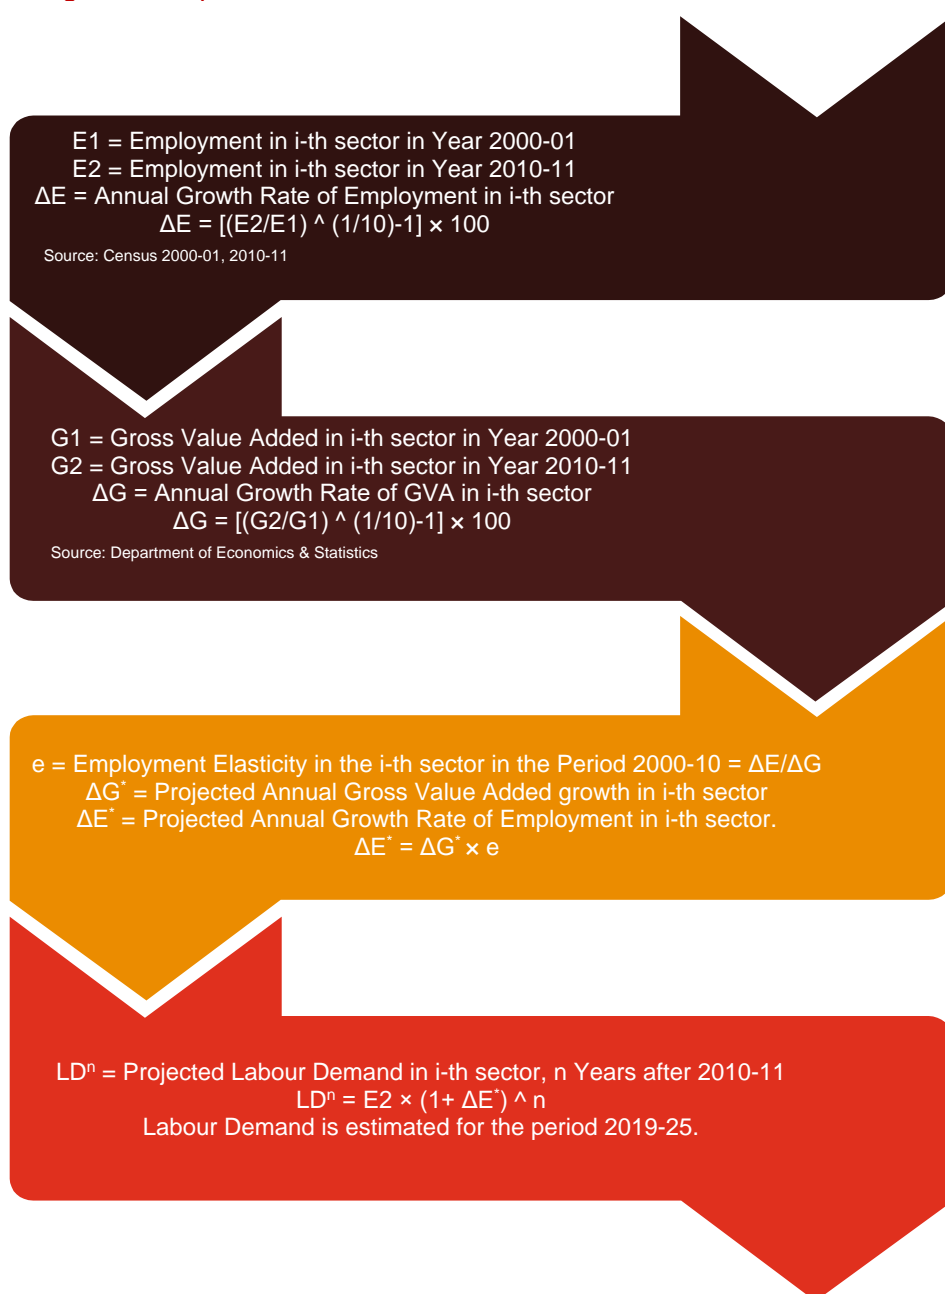 E1 = Employment in i-th sector in Year 2000-01
E2 = Employment in i-th sector in Year 2010-11
ΔE = Annual Growth Rate of Employment in i-th sector
ΔE = [(E2/E1) ^ (1/10)-1] × 100
Source: Census 2000-01, 2010-11
G1 = Gross Value Added in i-th sector in Year 2000-01
G2 = Gross Value Added in i-th sector in Year 2010-11
ΔG = Annual Growth Rate of GVA in i-th sector
ΔG = [(G2/G1) ^ (1/10)-1] × 100
Source: Department of Economics & Statistics
e = Employment Elasticity in the i-th sector in the Period 2000-10 = ΔE/ΔG
ΔG* = Projected Annual Gross Value Added growth in i-th sector
ΔE* = Projected Annual Growth Rate of Employment in i-th sector.
ΔE* = ΔG* × e
LDⁿ = Projected Labour Demand in i-th sector, n Years after 2010-11
LDⁿ = E2 × (1+ ΔE*) ^ n
Labour Demand is estimated for the period 2019-25.